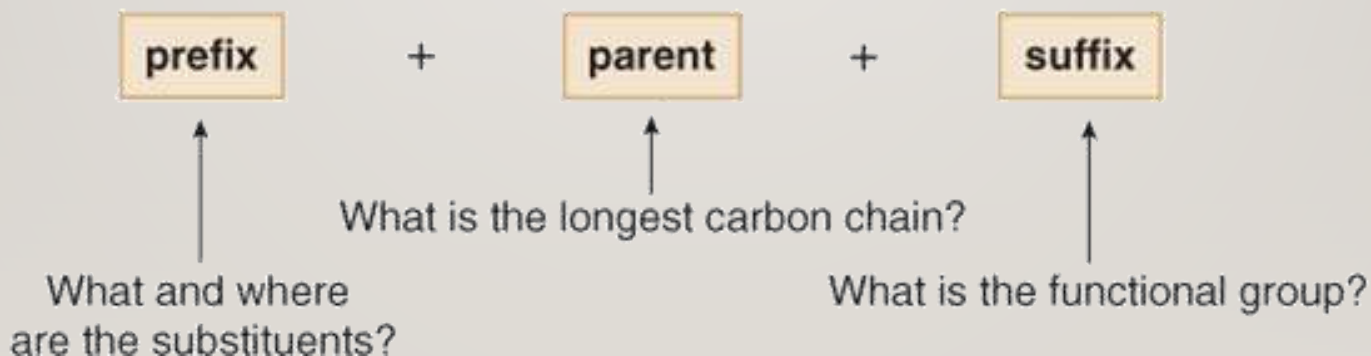 prefix + parent + suffix
What is the longest carbon chain?
What and where
are the substituents?
What is the functional group?